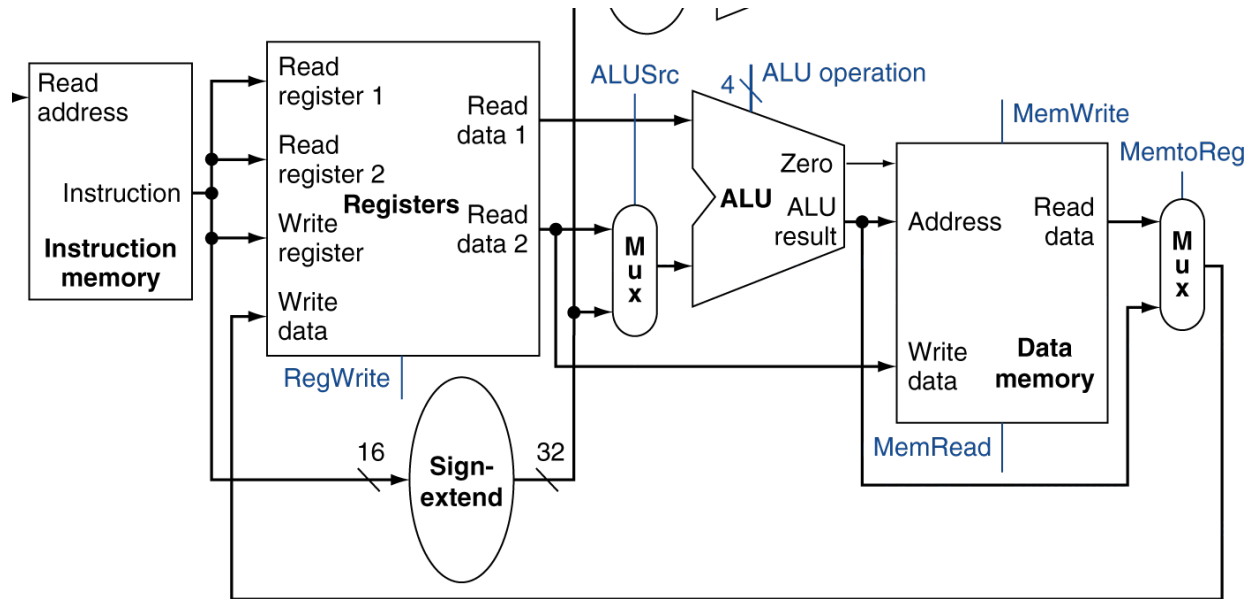 Read
address
Instruction
Instruction
memory
Read
register 1
Read
register 2
Write
register
Write
data
Registers
Read
data 1
Read
data 2
RegWrite
16
Sign-
extend
32
ALUSrc
M
u
x
4
ALU operation
Zero
ALU
ALU
result
MemWrite
Address
Read
data
Write
data
Data
memory
MemRead
MemtoReg
M
u
x